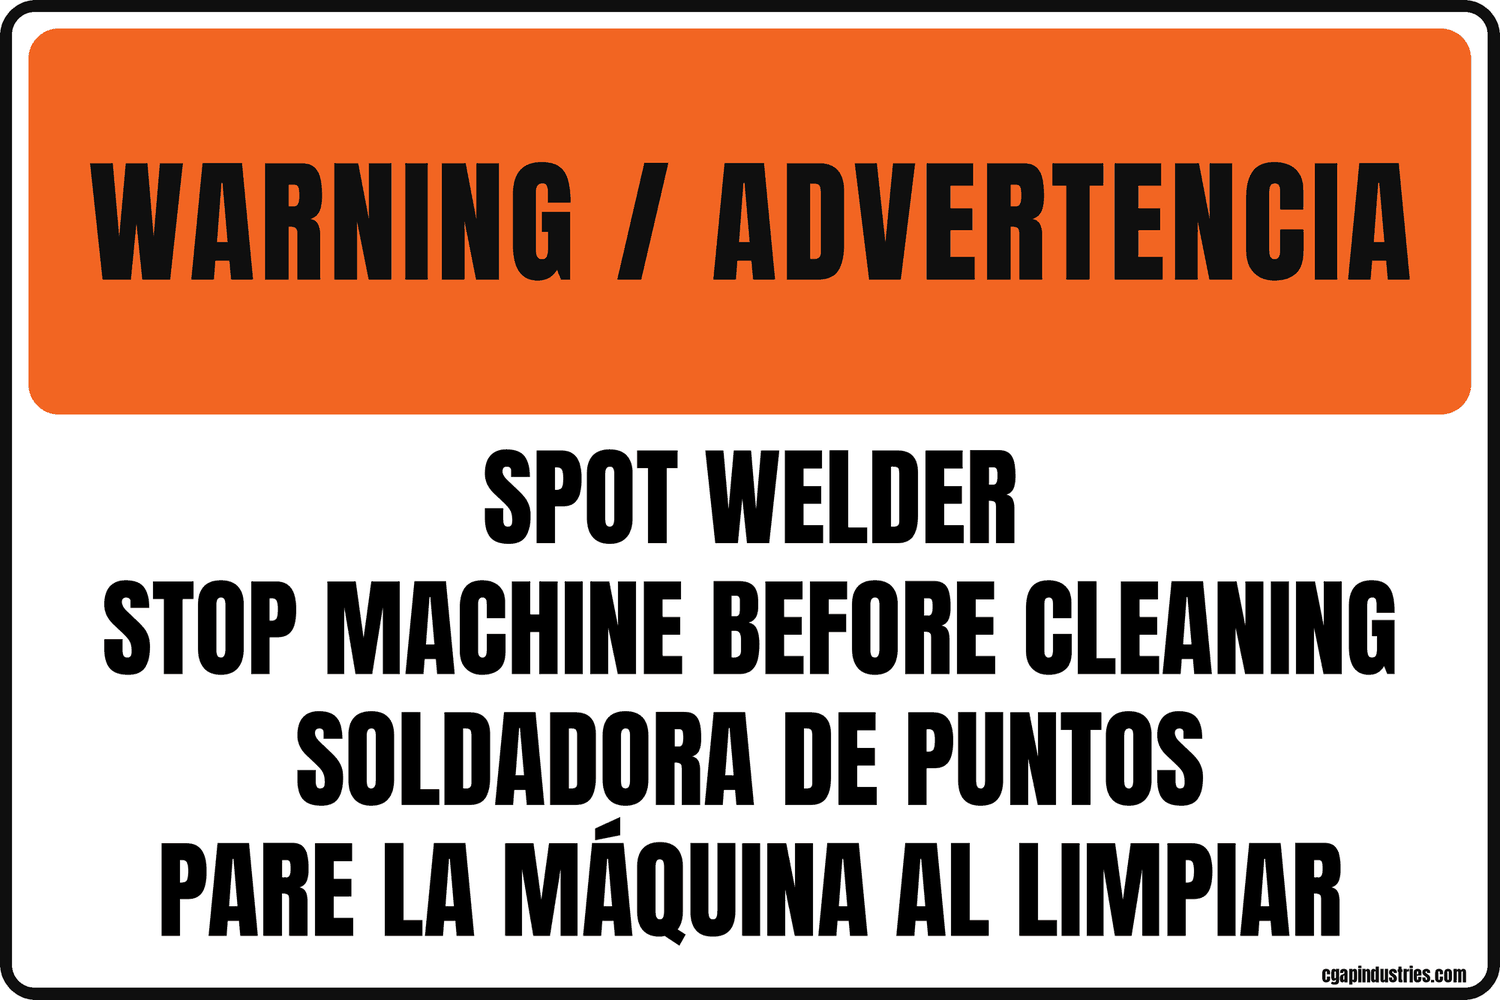 WARNING / ADVERTENCIA
SPOT WELDER
STOP MACHINE BEFORE CLEANING
SOLDADORA DE PUNTOS
PARE LA MÁQUINA AL LIMPIAR
cgapindustries.com